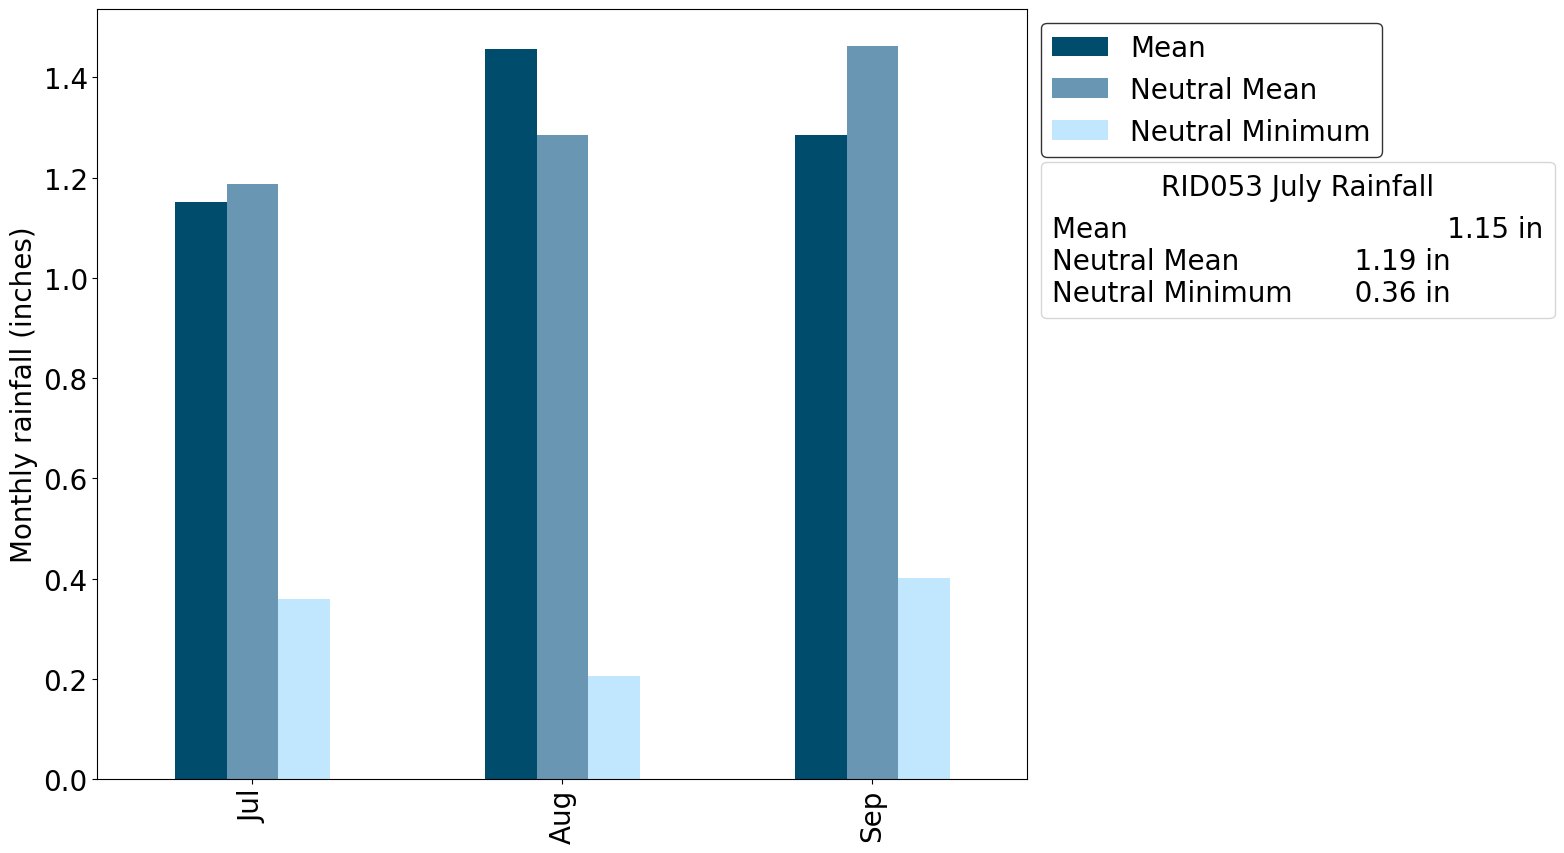 Monthly rainfall (inches)
1.4
1.2
1.0
0.8
0.6
0.4
0.2
0.0
Jul
Aug
Sep
Mean
Neutral Mean
Neutral Minimum
RID053 July Rainfall
Mean 1.15 in
Neutral Mean 1.19 in
Neutral Minimum 0.36 in